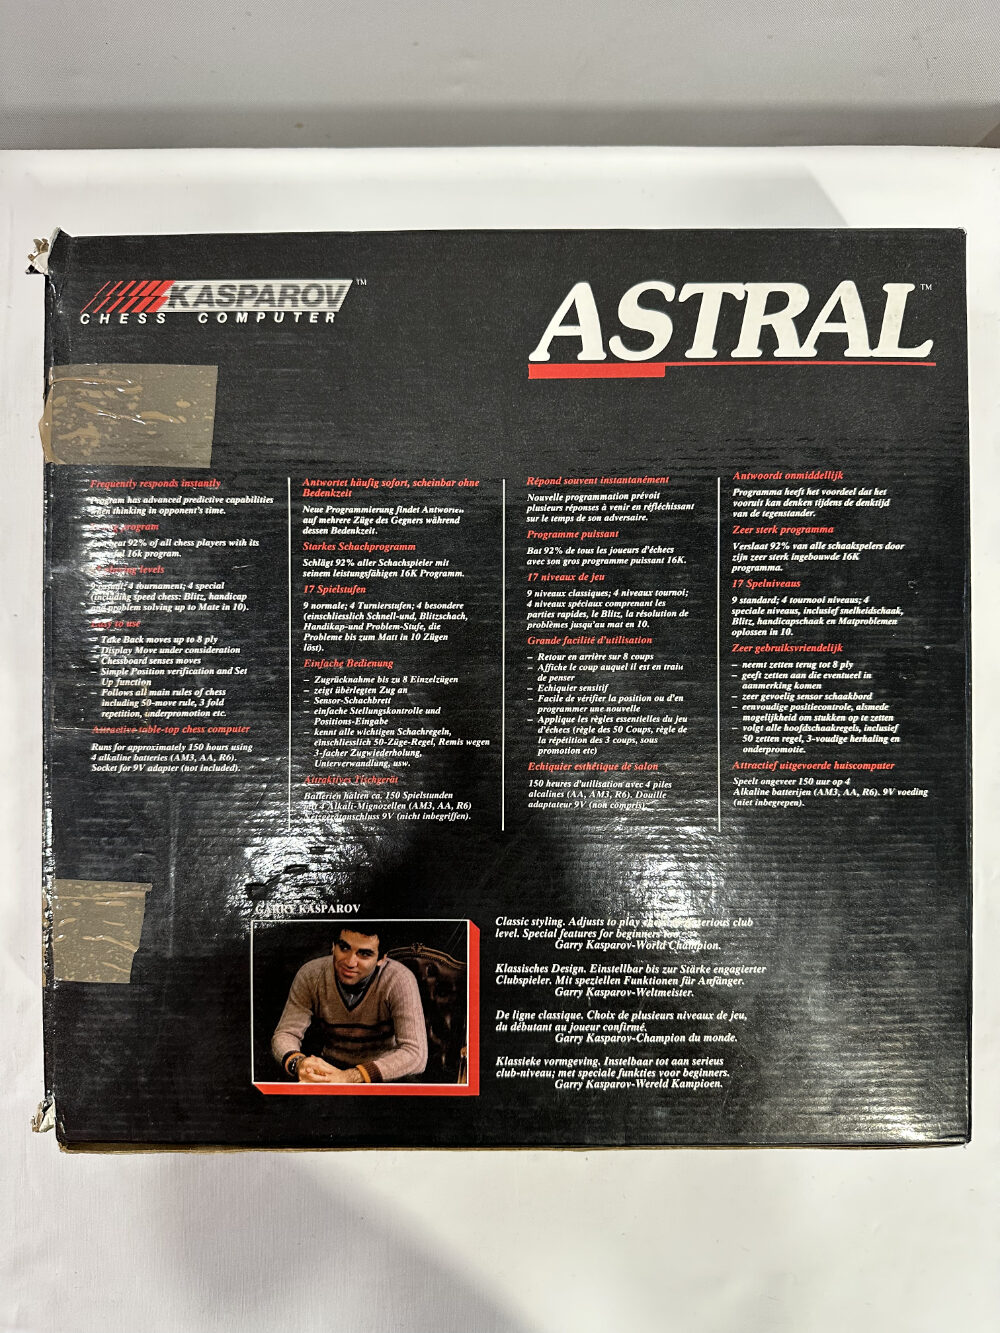 KASPAROV™
CHESS COMPUTER
ASTRAL™
Frequently responds instantly
Program has advanced predictive capabilities
when thinking in opponent's time.
program
beat 92% of all chess players with its
powerful 16k program.
levels
9 normal; 4 tournament; 4 special
(including speed chess: Blitz, handicap
and problem solving up to Mate in 10).
Easy to use
– Take Back moves up to 8 ply
– Display Move under consideration
– Chessboard senses moves
– Simple Position verification and Set
Up function
– Follows all main rules of chess
including 50-move rule, 3 fold
repetition, underpromotion etc.
Attractive table-top chess computer
Runs for approximately 150 hours using
4 alkaline batteries (AM3, AA, R6).
Socket for 9V adapter (not included).
Antwortet häufig sofort, scheinbar ohne
Bedenkzeit
Neue Programmierung findet Antworten
auf mehrere Züge des Gegners während
dessen Bedenkzeit.
Starkes Schachprogramm
Schlägt 92% aller Schachspieler mit
seinem leistungsfähigen 16K Programm.
17 Spielstufen
9 normale; 4 Turnierstufen; 4 besondere
(einschliesslich Schnell-und, Blitzschach,
Handikap-und Problem-Stufe, die
Probleme bis zum Matt in 10 Zügen
löst).
Einfache Bedienung
– Zugrücknahme bis zu 8 Einzelzügen
– zeigt überlegten Zug an
– Sensor-Schachbrett
– einfache Stellungskontrolle und
Positions-Eingabe
– kennt alle wichtigen Schachregeln,
einschliesslich 50-Züge-Regel, Remis wegen
3-facher Zugwiederholung,
Unterverwandlung, usw.
Attraktives Tischgerät
Batterien halten ca. 150 Spielstunden
mit 4 Alkali-Mignozellen (AM3, AA, R6)
Netzgerätanschluss 9V (nicht inbegriffen).
Répond souvent instantanément
Nouvelle programmation prévoit
plusieurs réponses à venir en réfléchissant
sur le temps de son adversaire.
Programme puissant
Bat 92% de tous les joueurs d'échecs
avec son gros programme puissant 16K.
17 niveaux de jeu
9 niveaux classiques; 4 niveaux tournoi;
4 niveaux spéciaux comprenant les
parties rapides, le Blitz, la résolution de
problèmes jusqu'au mat en 10.
Grande facilité d'utilisation
– Retour en arrière sur 8 coups
– Affiche le coup auquel il est en train
de penser
– Echiquier sensitif
– Facile de vérifier la position ou d'en
programmer une nouvelle
– Applique les règles essentielles du jeu
d'échecs (règle des 50 Coups, règle de
la répétition des 3 coups, sous
promotion etc)
Echiquier esthétique de salon
150 heures d'utilisation avec 4 piles
alcalines (AA, AM3, R6). Douille
adaptateur 9V (non compris).
Antwoordt onmiddellijk
Programma heeft het voordeel dat het
vooruit kan denken tijdens de denktijd
van de tegenstander.
Zeer sterk programma
Verslaat 92% van alle schaakspelers door
zijn zeer sterk ingebouwde 16K
programma.
17 Spelniveaus
9 standard; 4 tournooi niveaus; 4
speciale niveaus, inclusief snelheidschaak,
Blitz, handicapschaak en Matproblemen
oplossen in 10.
Zeer gebruiksvriendelijk
– neemt zetten terug tot 8 ply
– geeft zetten aan die eventueel in
aanmerking komen
– zeer gevoelig sensor schaakbord
– eenvoudige positiecontrole, alsmede
mogelijkheid om stukken op te zetten
– volgt alle hoofdschaakregels, inclusief
50 zetten regel, 3-voudige herhaling en
onderpromotie.
Attractief uitgevoerde huiscomputer
Speelt ongeveer 150 uur op 4
Alkaline batterijen (AM3, AA, R6). 9V voeding
(niet inbegrepen).
GARRY KASPAROV
Classic styling. Adjusts to play club
level. Special features for beginners too.
Garry Kasparov-World Champion.
Klassisches Design. Einstellbar bis zur Stärke engagierter
Clubspieler. Mit speziellen Funktionen für Anfänger.
Garry Kasparov-Weltmeister.
De ligne classique. Choix de plusieurs niveaux de jeu,
du débutant au joueur confirmé.
Garry Kasparov-Champion du monde.
Klassieke vormgeving. Instelbaar tot aan serieus
club-niveau; met speciale funkties voor beginners.
Garry Kasparov-Wereld Kampioen.